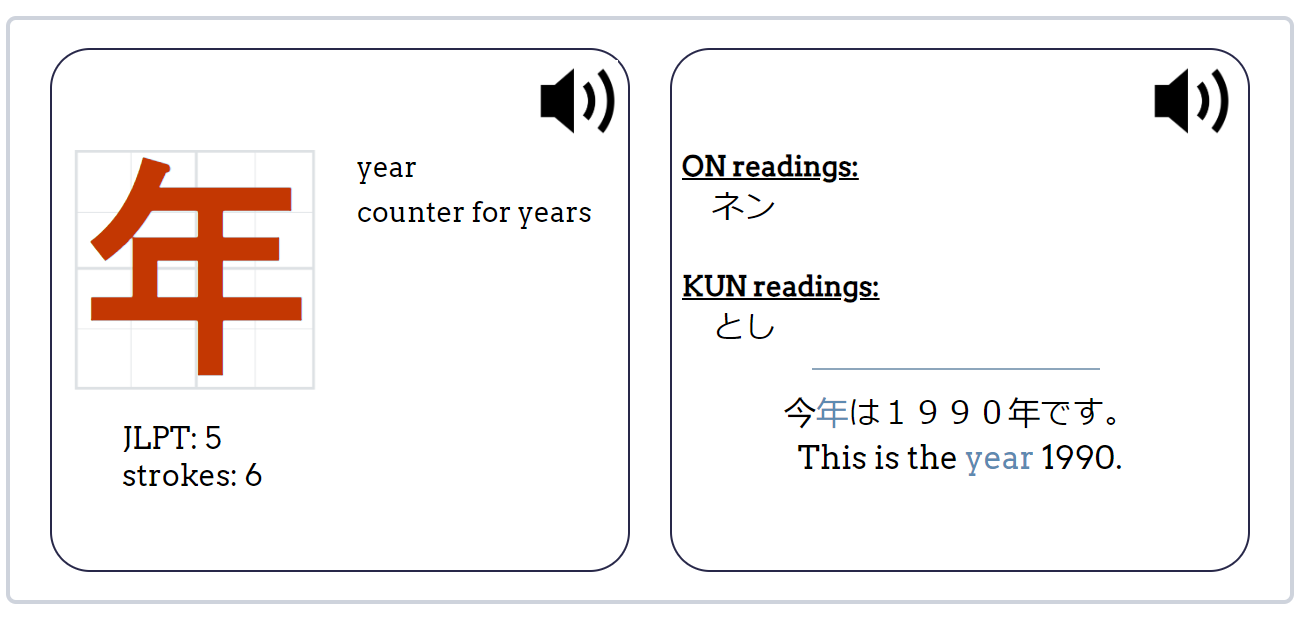 年
year
counter for years
JLPT: 5
strokes: 6
ON readings:
ネン
KUN readings:
とし
今年は１９９０年です。
This is the year 1990.